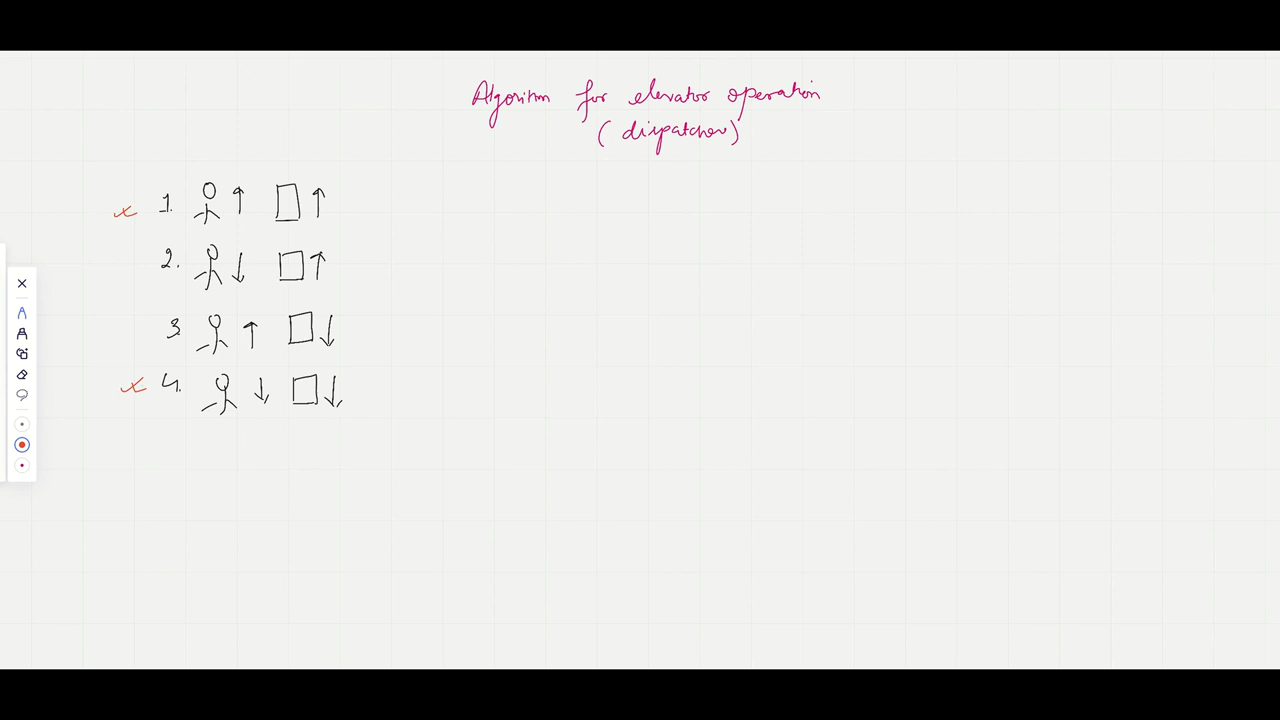 Algorithm for elevator operation
(dispatcher)
1. ↑ ↑
2. ↓ ↑
3. ↑ ↓
4. ↓ ↓